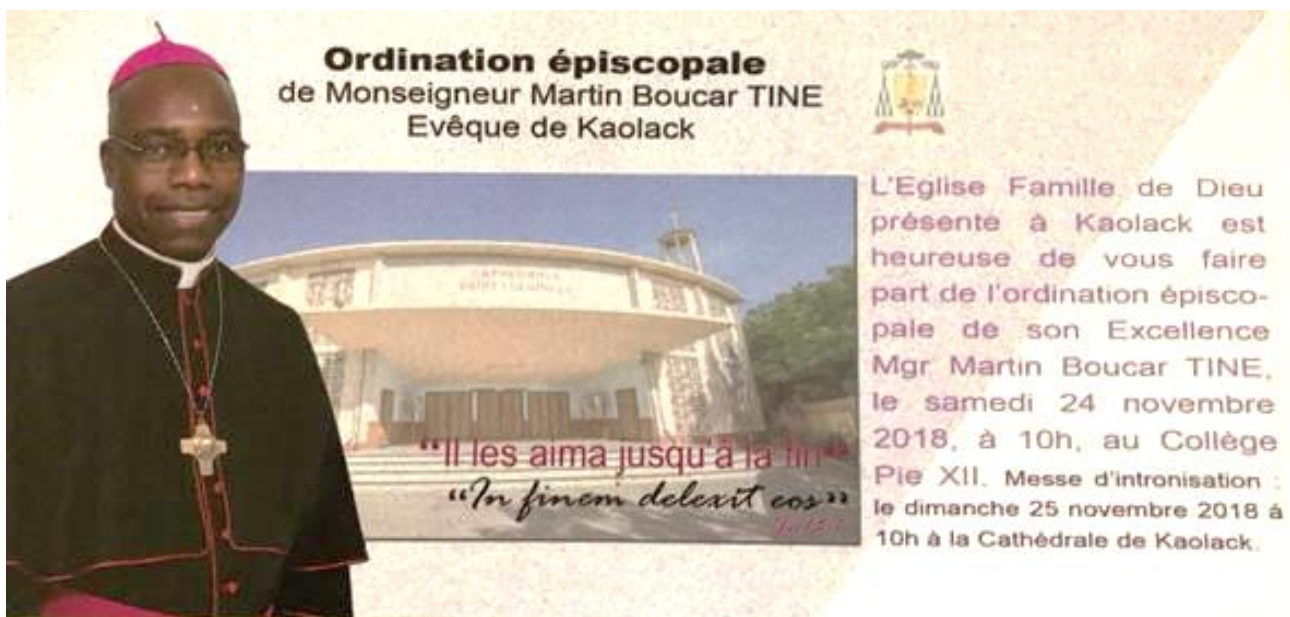 Ordination épiscopale
de Monseigneur Martin Boucar TINE
Evêque de Kaolack
CATHEDRALE
“Il les aima jusqu'à la fin”
“In finem delexit eos”
L'Eglise Famille de Dieu
présente à Kaolack est
heureuse de vous faire
part de l'ordination épisco-
pale de son Excellence
Mgr Martin Boucar TINE,
le samedi 24 novembre
2018, à 10h, au Collège
Pie XII. Messe d'intronisation :
le dimanche 25 novembre 2018 à
10h à la Cathédrale de Kaolack.